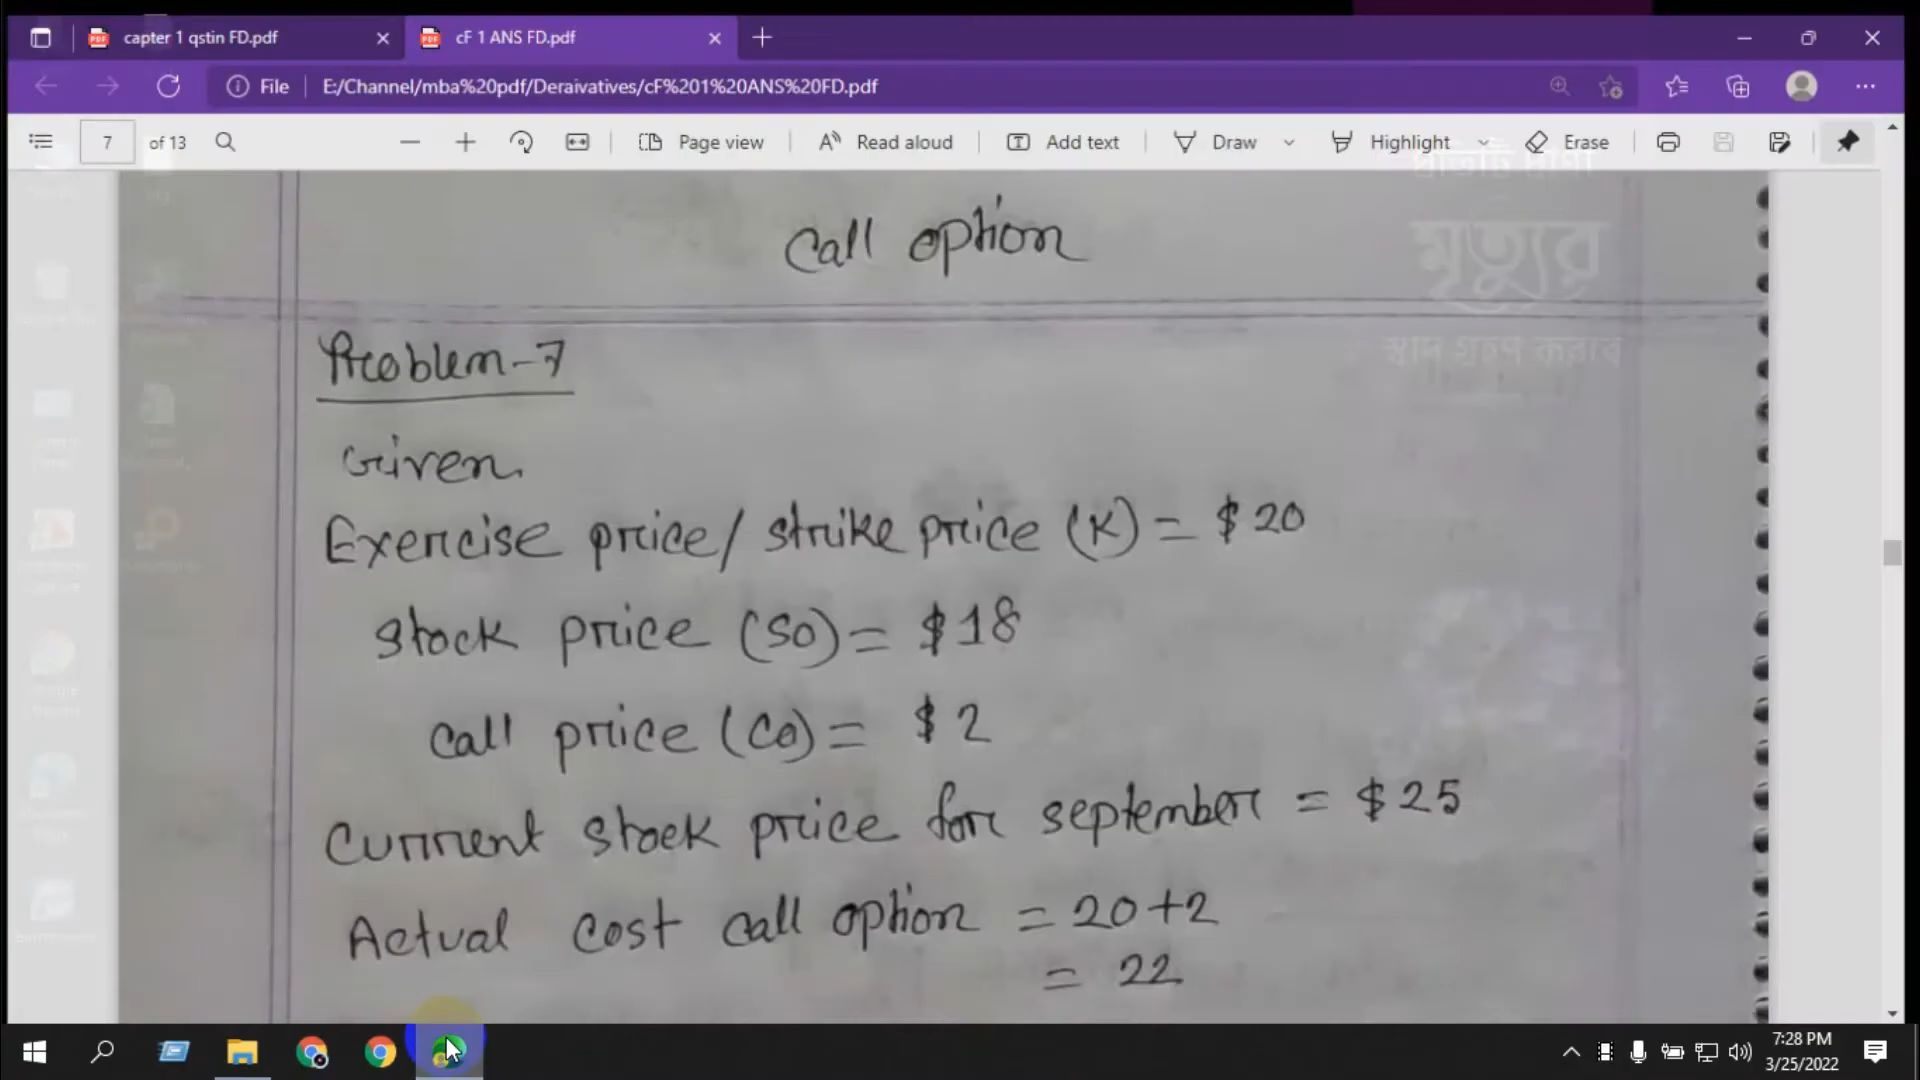 capter 1 qstin FD.pdf
cF 1 ANS FD.pdf
File E:/Channel/mba%20pdf/Deraivatives/cF%201%20ANS%20FD.pdf
7 of 13 Page view Read aloud Add text Draw Highlight Erase
প্রতিটি প্রাণী
মৃত্যুর
স্বাদ গ্রহণ করবে
Call option
Problem-7
Given
Exercise price/ strike price (K) = $ 20
stock price (So) = $18
call price (Co) = $ 2
Current stock price for september = $ 25
Actual cost call option = 20+2
= 22
7:28 PM
3/25/2022